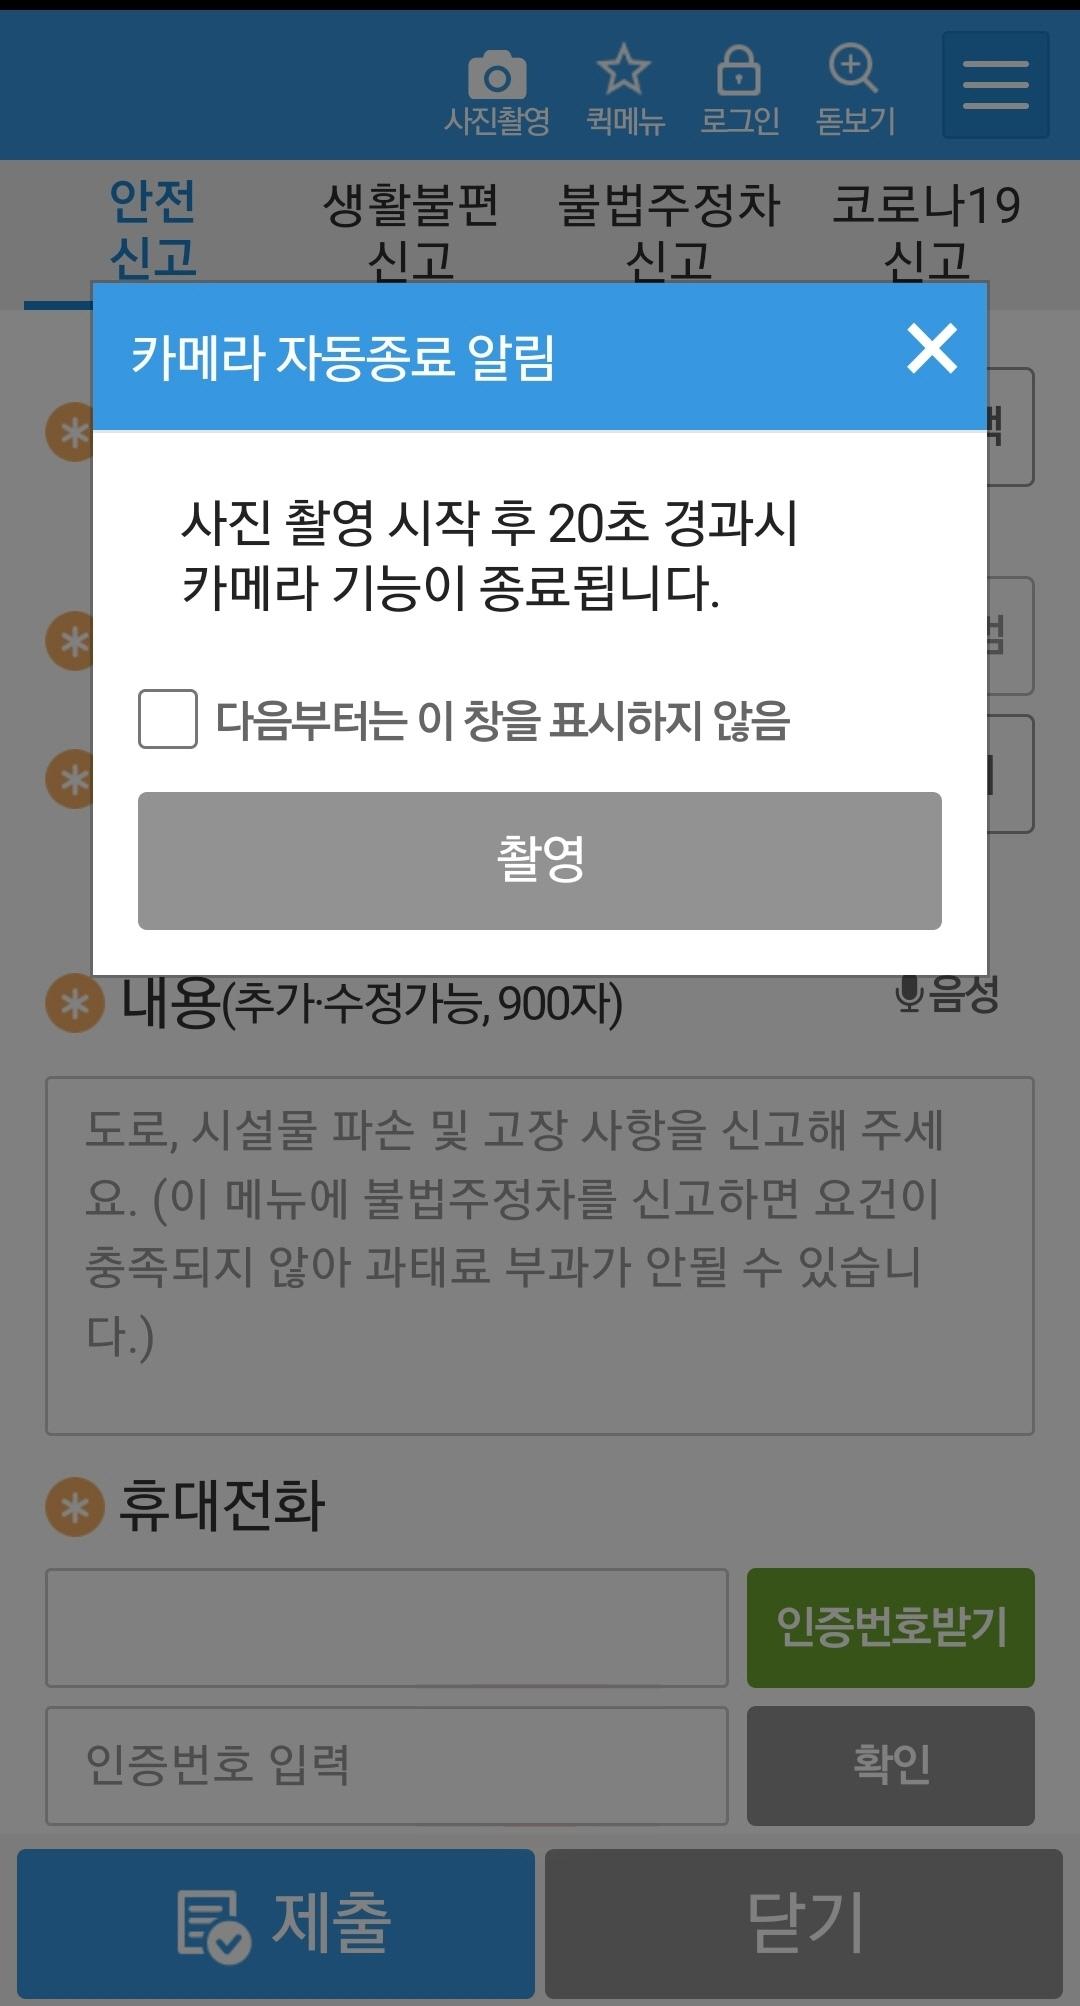 사진촬영 퀵메뉴 로그인 돋보기
안전 생활불편 불법주정차 코로나19
신고 신고 신고 신고
카메라 자동종료 알림
사진 촬영 시작 후 20초 경과시
카메라 기능이 종료됩니다.
다음부터는 이 창을 표시하지 않음
촬영
내용(추가·수정가능, 900자) 음성
도로, 시설물 파손 및 고장 사항을 신고해 주세
요. (이 메뉴에 불법주정차를 신고하면 요건이
충족되지 않아 과태료 부과가 안될 수 있습니
다.)
휴대전화
인증번호받기
인증번호 입력 확인
제출 닫기